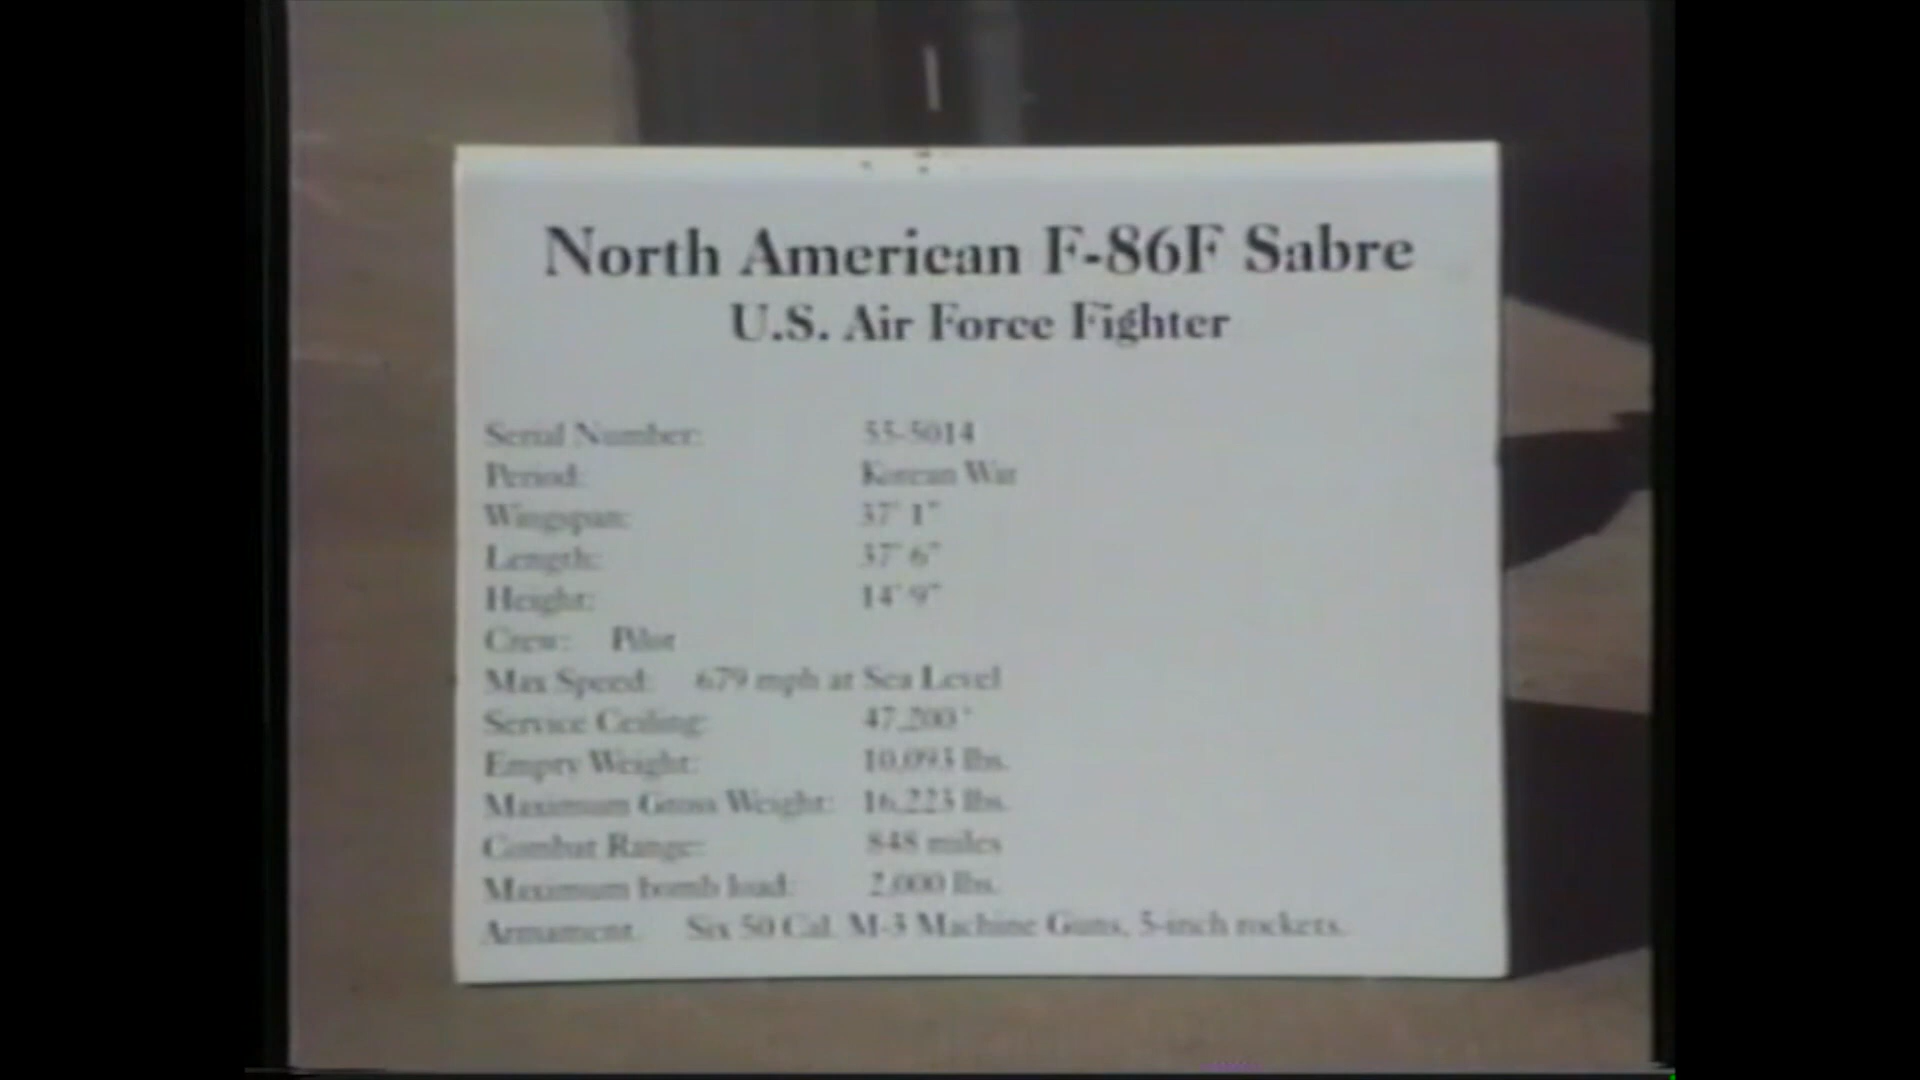 North American F-86F Sabre
U.S. Air Force Fighter
Serial Number: 55-5014
Period: Korean War
Wingspan: 37' 1"
Length: 37' 6"
Height: 14' 9"
Crew: Pilot
Max Speed: 679 mph at Sea Level
Service Ceiling: 47,200'
Empty Weight: 10,093 lbs.
Maximum Gross Weight: 16,223 lbs.
Combat Range: 848 miles
Maximum bomb load: 2,000 lbs.
Armament: Six 50 Cal. M-3 Machine Guns, 5-inch rockets.